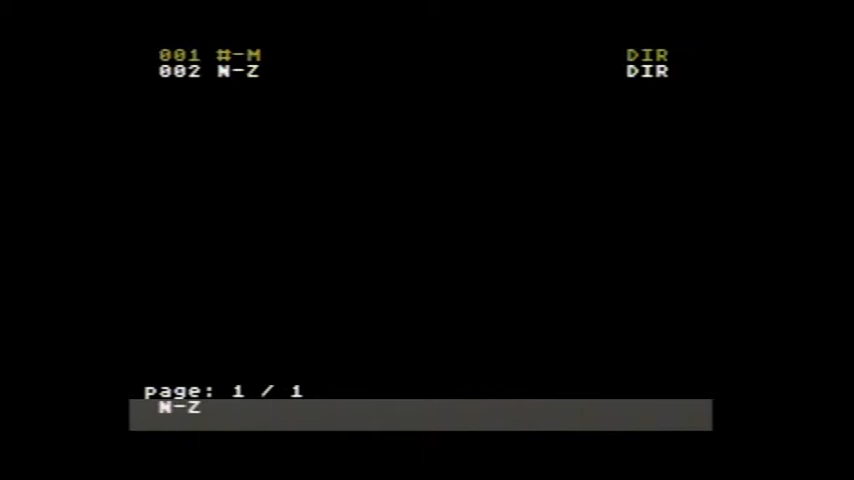 001 #-M DIR
002 N-Z DIR
page: 1 / 1
N-Z